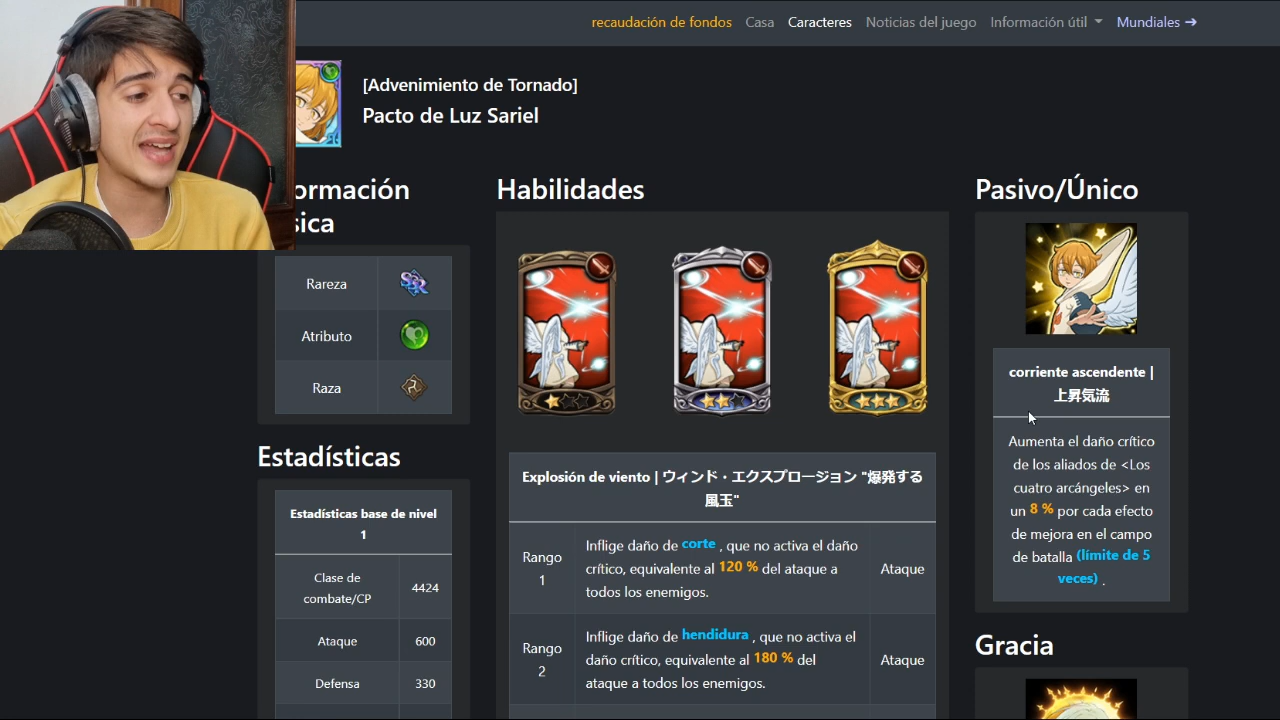 recaudación de fondos Casa Caracteres Noticias del juego Información útil Mundiales →
[Advenimiento de Tornado]
Pacto de Luz Sariel
ormación
sica
Rareza
Atributo
Raza
Estadísticas
Estadísticas base de nivel
1
Clase de
combate/CP
4424
Ataque
600
Defensa
330
Habilidades
Explosión de viento | ウィンド・エクスプロージョン "爆発する
風玉"
Rango
1
Inflige daño de corte , que no activa el daño
crítico, equivalente al 120 % del ataque a
todos los enemigos.
Ataque
Rango
2
Inflige daño de hendidura , que no activa el
daño crítico, equivalente al 180 % del
ataque a todos los enemigos.
Ataque
Pasivo/Único
corriente ascendente |
上昇気流
Aumenta el daño crítico
de los aliados de <Los
cuatro arcángeles> en
un 8 % por cada efecto
de mejora en el campo
de batalla (límite de 5
veces) .
Gracia